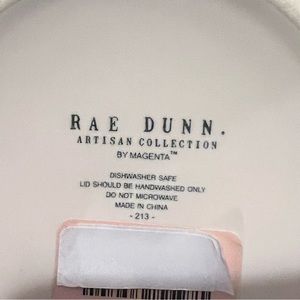 RAE DUNN.
ARTISAN COLLECTION
BY MAGENTA™
DISHWASHER SAFE
LID SHOULD BE HANDWASHED ONLY
DO NOT MICROWAVE
MADE IN CHINA
- 213 -